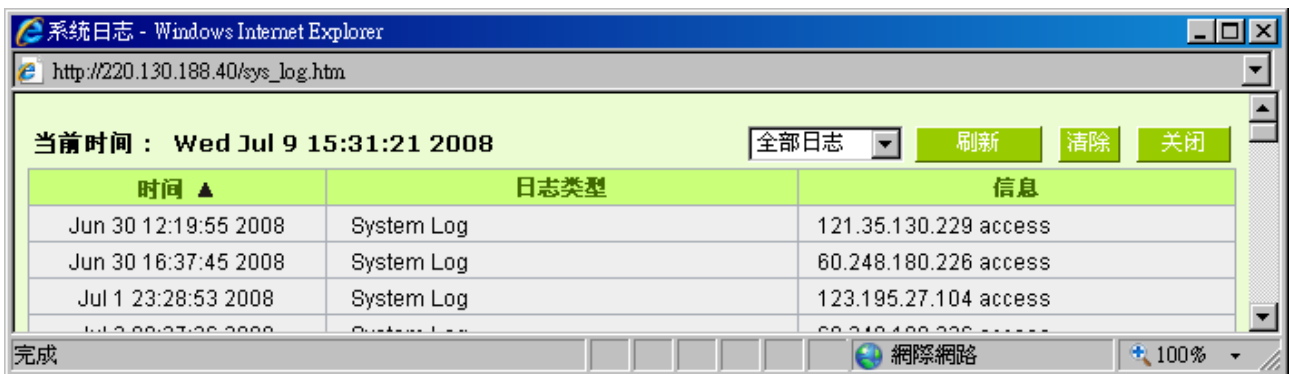 系统日志 - Windows Internet Explorer
http://220.130.188.40/sys_log.htm
当前时间： Wed Jul 9 15:31:21 2008 全部日志 刷新 清除 关闭
时间 ▲ 日志类型 信息
Jun 30 12:19:55 2008 System Log 121.35.130.229 access
Jun 30 16:37:45 2008 System Log 60.248.180.226 access
Jul 1 23:28:53 2008 System Log 123.195.27.104 access
完成 網際網路 100%